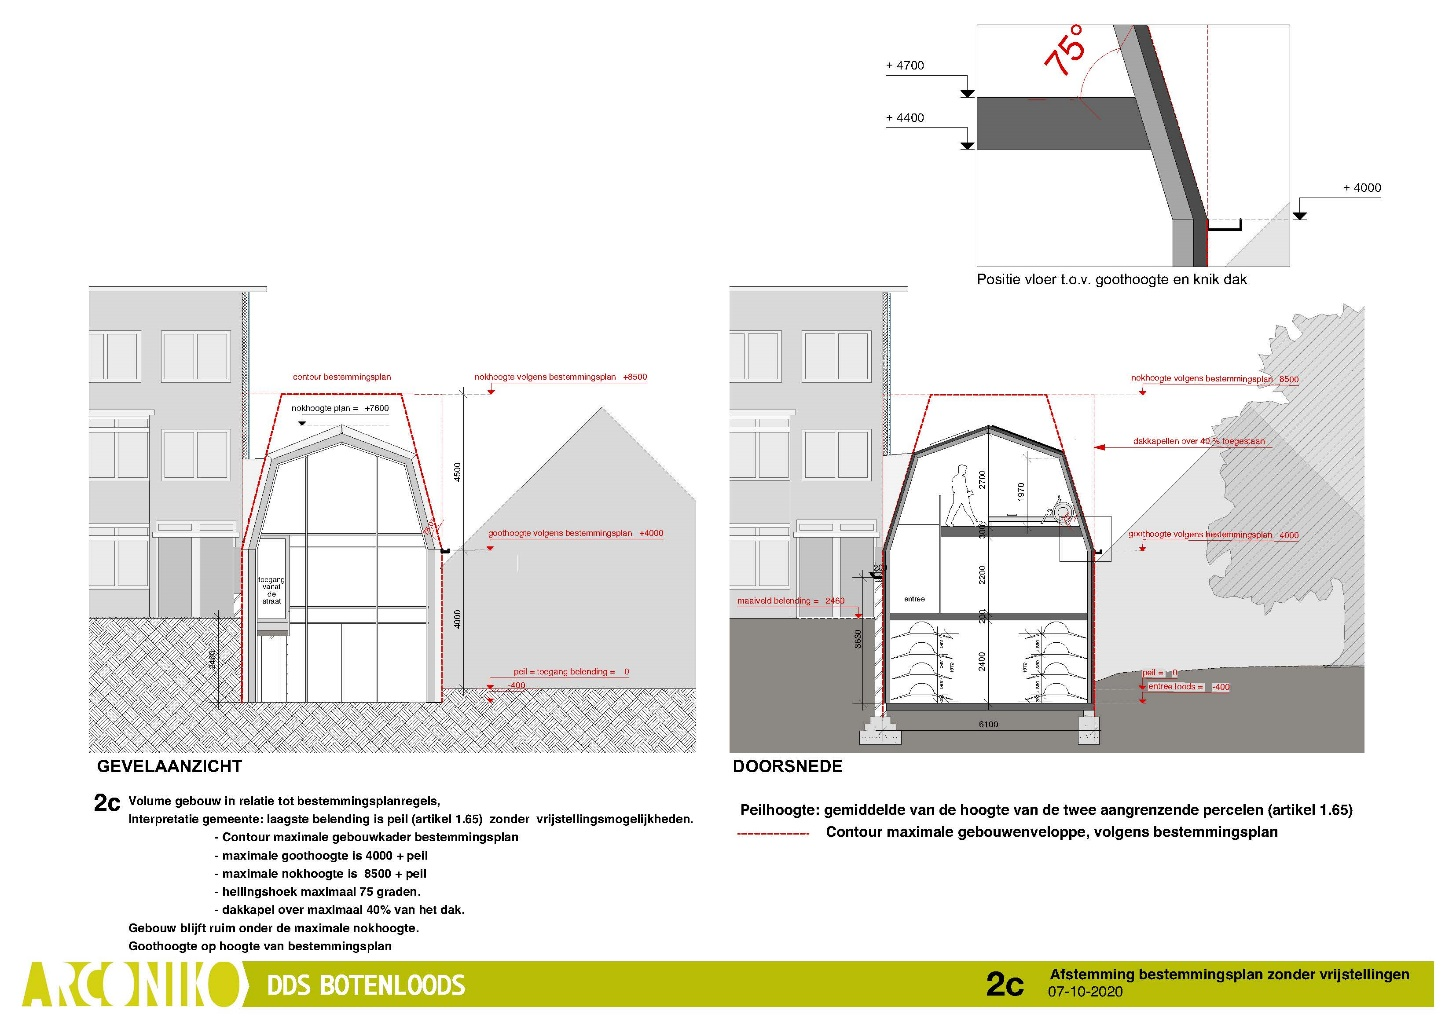 75°
+ 4700
+ 4400
+ 4000
Positie vloer t.o.v. goothoogte en knik dak
contour bestemmingsplan
nokhoogte volgens bestemmingsplan +8500
nokhoogte plan = +7600
4500
goothoogte volgens bestemmingsplan +4000
toegang
vanaf
de
straat
4000
peil = toegang belending = 0
-400
nokhoogte volgens bestemmingsplan 8500
dakkapellen over 40 % toegestaan
2700
1970
goothoogte volgens bestemmingsplan 4000
2200
maaiveld belending = 2460
entree
200
3630
2400
peil = 0
entree loods = -400
6100
GEVELAANZICHT
DOORSNEDE
2c Volume gebouw in relatie tot bestemmingsplanregels,
Interpretatie gemeente: laagste belending is peil (artikel 1.65) zonder vrijstellingsmogelijkheden.
- Contour maximale gebouwkader bestemmingsplan
- maximale goothoogte is 4000 + peil
- maximale nokhoogte is 8500 + peil
- hellingshoek maximaal 75 graden.
- dakkapel over maximaal 40% van het dak.
Gebouw blijft ruim onder de maximale nokhoogte.
Goothoogte op hoogte van bestemmingsplan
Peilhoogte: gemiddelde van de hoogte van de twee aangrenzende percelen (artikel 1.65)
Contour maximale gebouwenveloppe, volgens bestemmingsplan
ARCONIKO
DDS BOTENLOODS
2c
Afstemming bestemmingsplan zonder vrijstellingen
07-10-2020